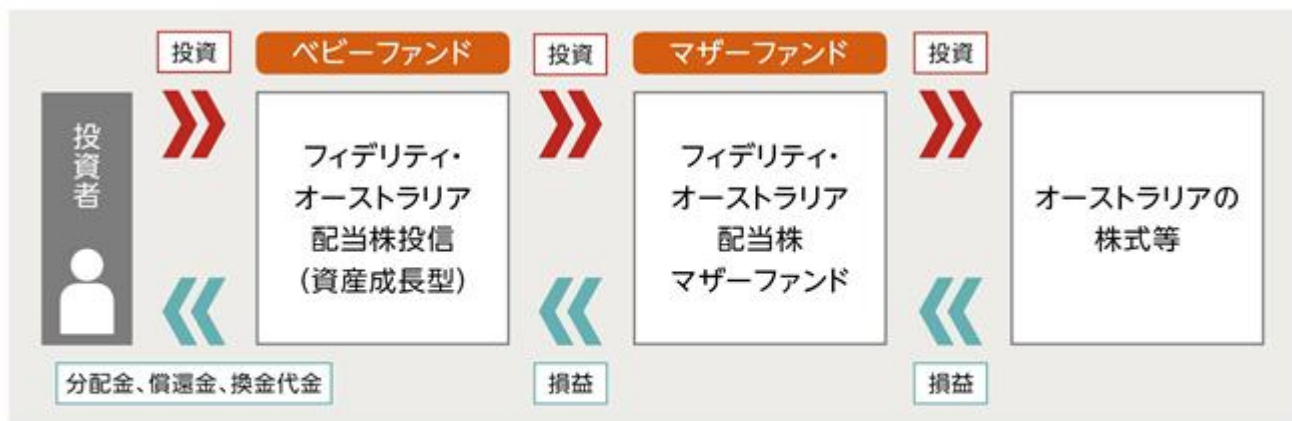 投資
ベビーファンド
投資
マザーファンド
投資
投資者
フィデリティ・
オーストラリア
配当株投信
(資産成長型)
フィデリティ・
オーストラリア
配当株
マザーファンド
オーストラリアの
株式等
分配金、償還金、換金代金
損益
損益